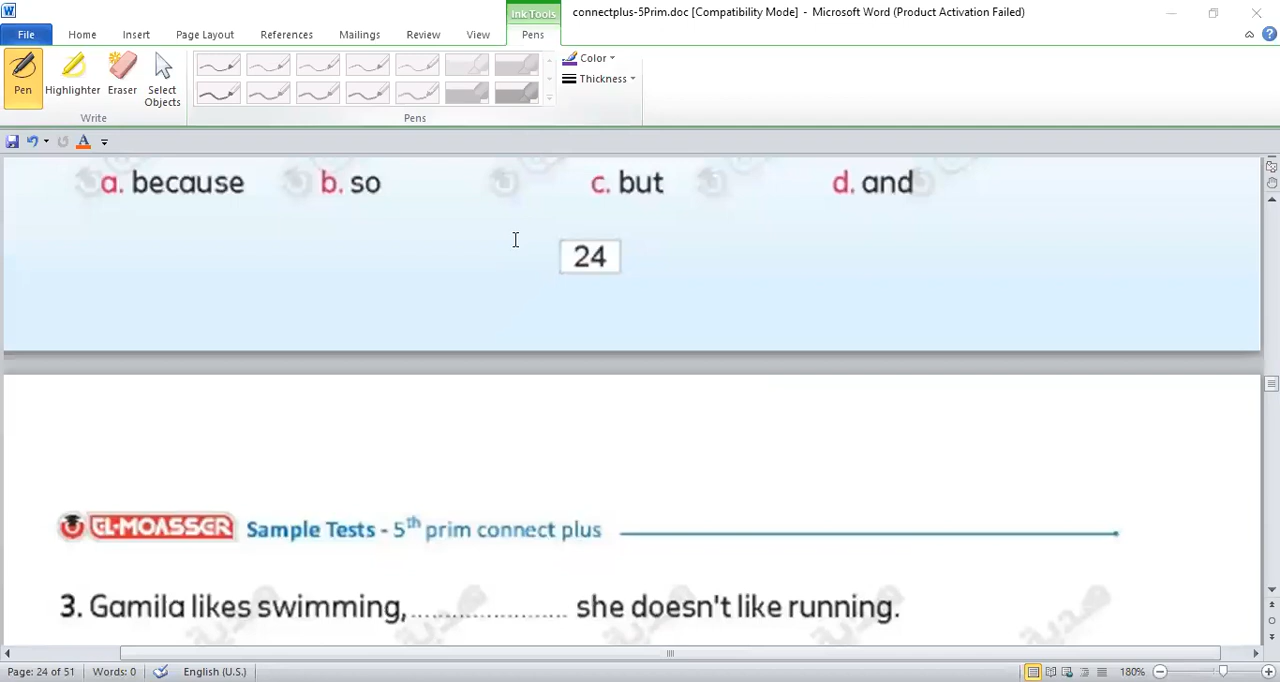 Ink Tools
connectplus-5Prim.doc [Compatibility Mode] - Microsoft Word (Product Activation Failed)
File Home Insert Page Layout References Mailings Review View Pens
Pen Highlighter Eraser Select Objects
Color
Thickness
Write Pens
a. because b. so c. but d. and
24
EL-MOASSER Sample Tests - 5th prim connect plus
3. Gamila likes swimming,..................... she doesn't like running.
هدية هدية هدية
Page: 24 of 51 Words: 0 English (U.S.) 180%